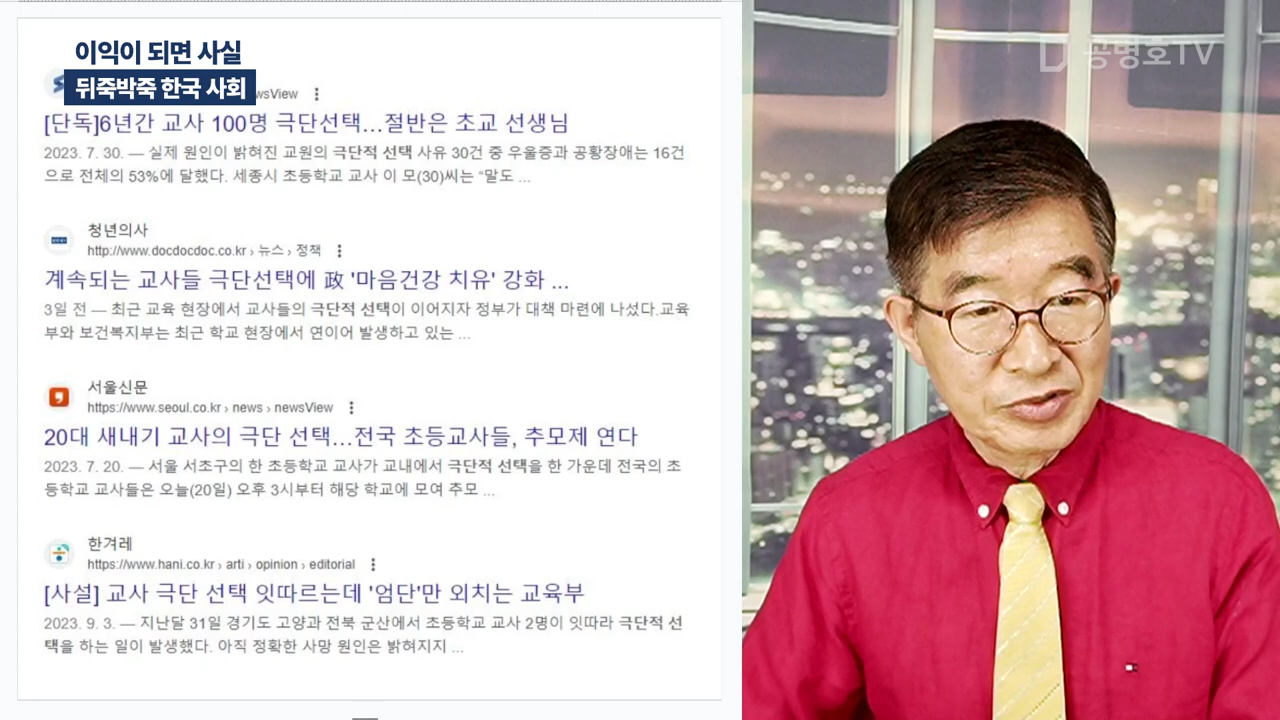 이익이 되면 사실
뒤죽박죽 한국 사회
wsView
[단독]6년간 교사 100명 극단선택…절반은 초교 선생님
2023. 7. 30. — 실제 원인이 밝혀진 교원의 극단적 선택 사유 30건 중 우울증과 공황장애는 16건
으로 전체의 53%에 달했다. 세종시 초등학교 교사 이 모(30)씨는 “말도 ...
청년의사
http://www.docdocdoc.co.kr › 뉴스 › 정책
계속되는 교사들 극단선택에 政 '마음건강 치유' 강화 ...
3일 전 — 최근 교육 현장에서 교사들의 극단적 선택이 이어지자 정부가 대책 마련에 나섰다.교육
부와 보건복지부는 최근 학교 현장에서 연이어 발생하고 있는 ...
서울신문
https://www.seoul.co.kr › news › newsView
20대 새내기 교사의 극단 선택…전국 초등교사들, 추모제 연다
2023. 7. 20. — 서울 서초구의 한 초등학교 교사가 교내에서 극단적 선택을 한 가운데 전국의 초
등학교 교사들은 오늘(20일) 오후 3시부터 해당 학교에 모여 추모 ...
한겨레
https://www.hani.co.kr › arti › opinion › editorial
[사설] 교사 극단 선택 잇따르는데 '엄단'만 외치는 교육부
2023. 9. 3. — 지난달 31일 경기도 고양과 전북 군산에서 초등학교 교사 2명이 잇따라 극단적 선
택을 하는 일이 발생했다. 아직 정확한 사망 원인은 밝혀지지 ...
공병호TV